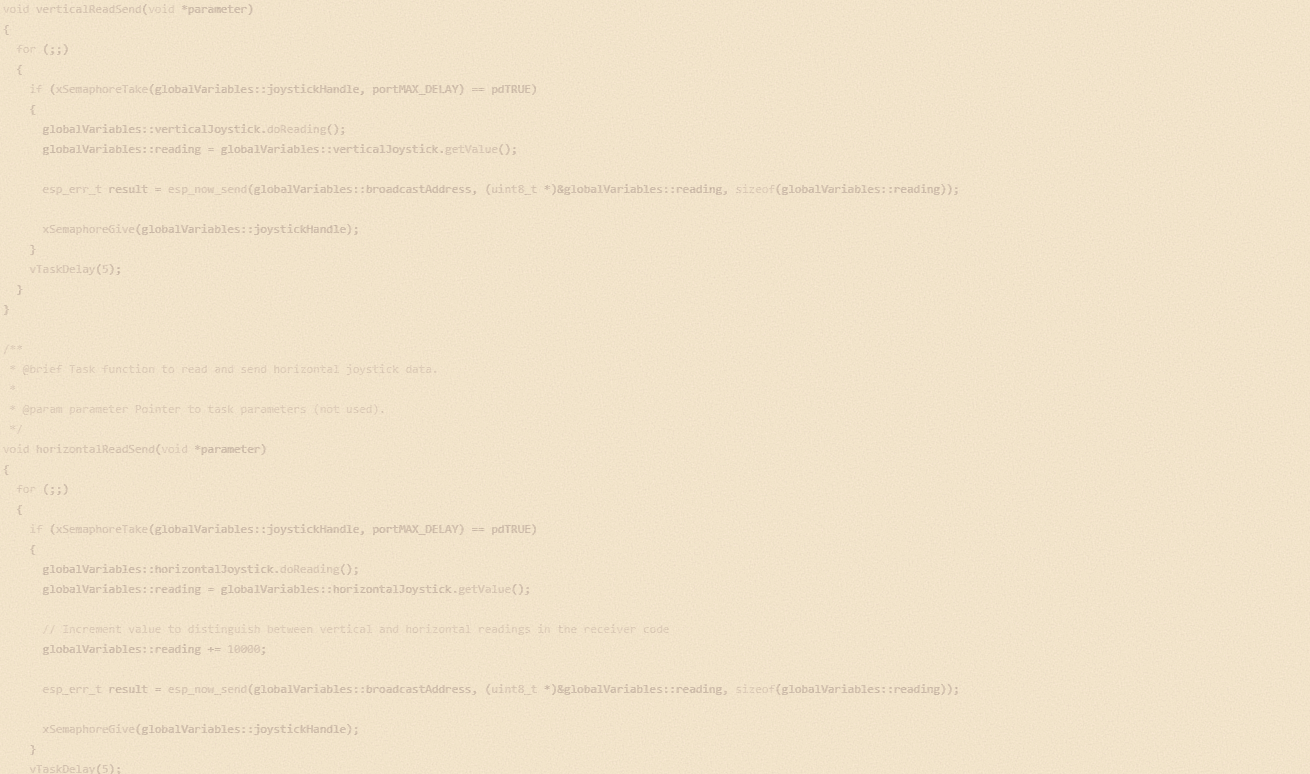 void verticalReadSend(void *parameter)
{
  for (;;)
  {
    if (xSemaphoreTake(globalVariables::joystickHandle, portMAX_DELAY) == pdTRUE)
    {
      globalVariables::verticalJoystick.doReading();
      globalVariables::reading = globalVariables::verticalJoystick.getValue();

      esp_err_t result = esp_now_send(globalVariables::broadcastAddress, (uint8_t *)&globalVariables::reading, sizeof(globalVariables::reading));

      xSemaphoreGive(globalVariables::joystickHandle);
    }
    vTaskDelay(5);
  }
}

/**
 * @brief Task function to read and send horizontal joystick data.
 *
 * @param parameter Pointer to task parameters (not used).
 */
void horizontalReadSend(void *parameter)
{
  for (;;)
  {
    if (xSemaphoreTake(globalVariables::joystickHandle, portMAX_DELAY) == pdTRUE)
    {
      globalVariables::horizontalJoystick.doReading();
      globalVariables::reading = globalVariables::horizontalJoystick.getValue();

      // Increment value to distinguish between vertical and horizontal readings in the receiver code
      globalVariables::reading += 10000;

      esp_err_t result = esp_now_send(globalVariables::broadcastAddress, (uint8_t *)&globalVariables::reading, sizeof(globalVariables::reading));

      xSemaphoreGive(globalVariables::joystickHandle);
    }
    vTaskDelay(5);